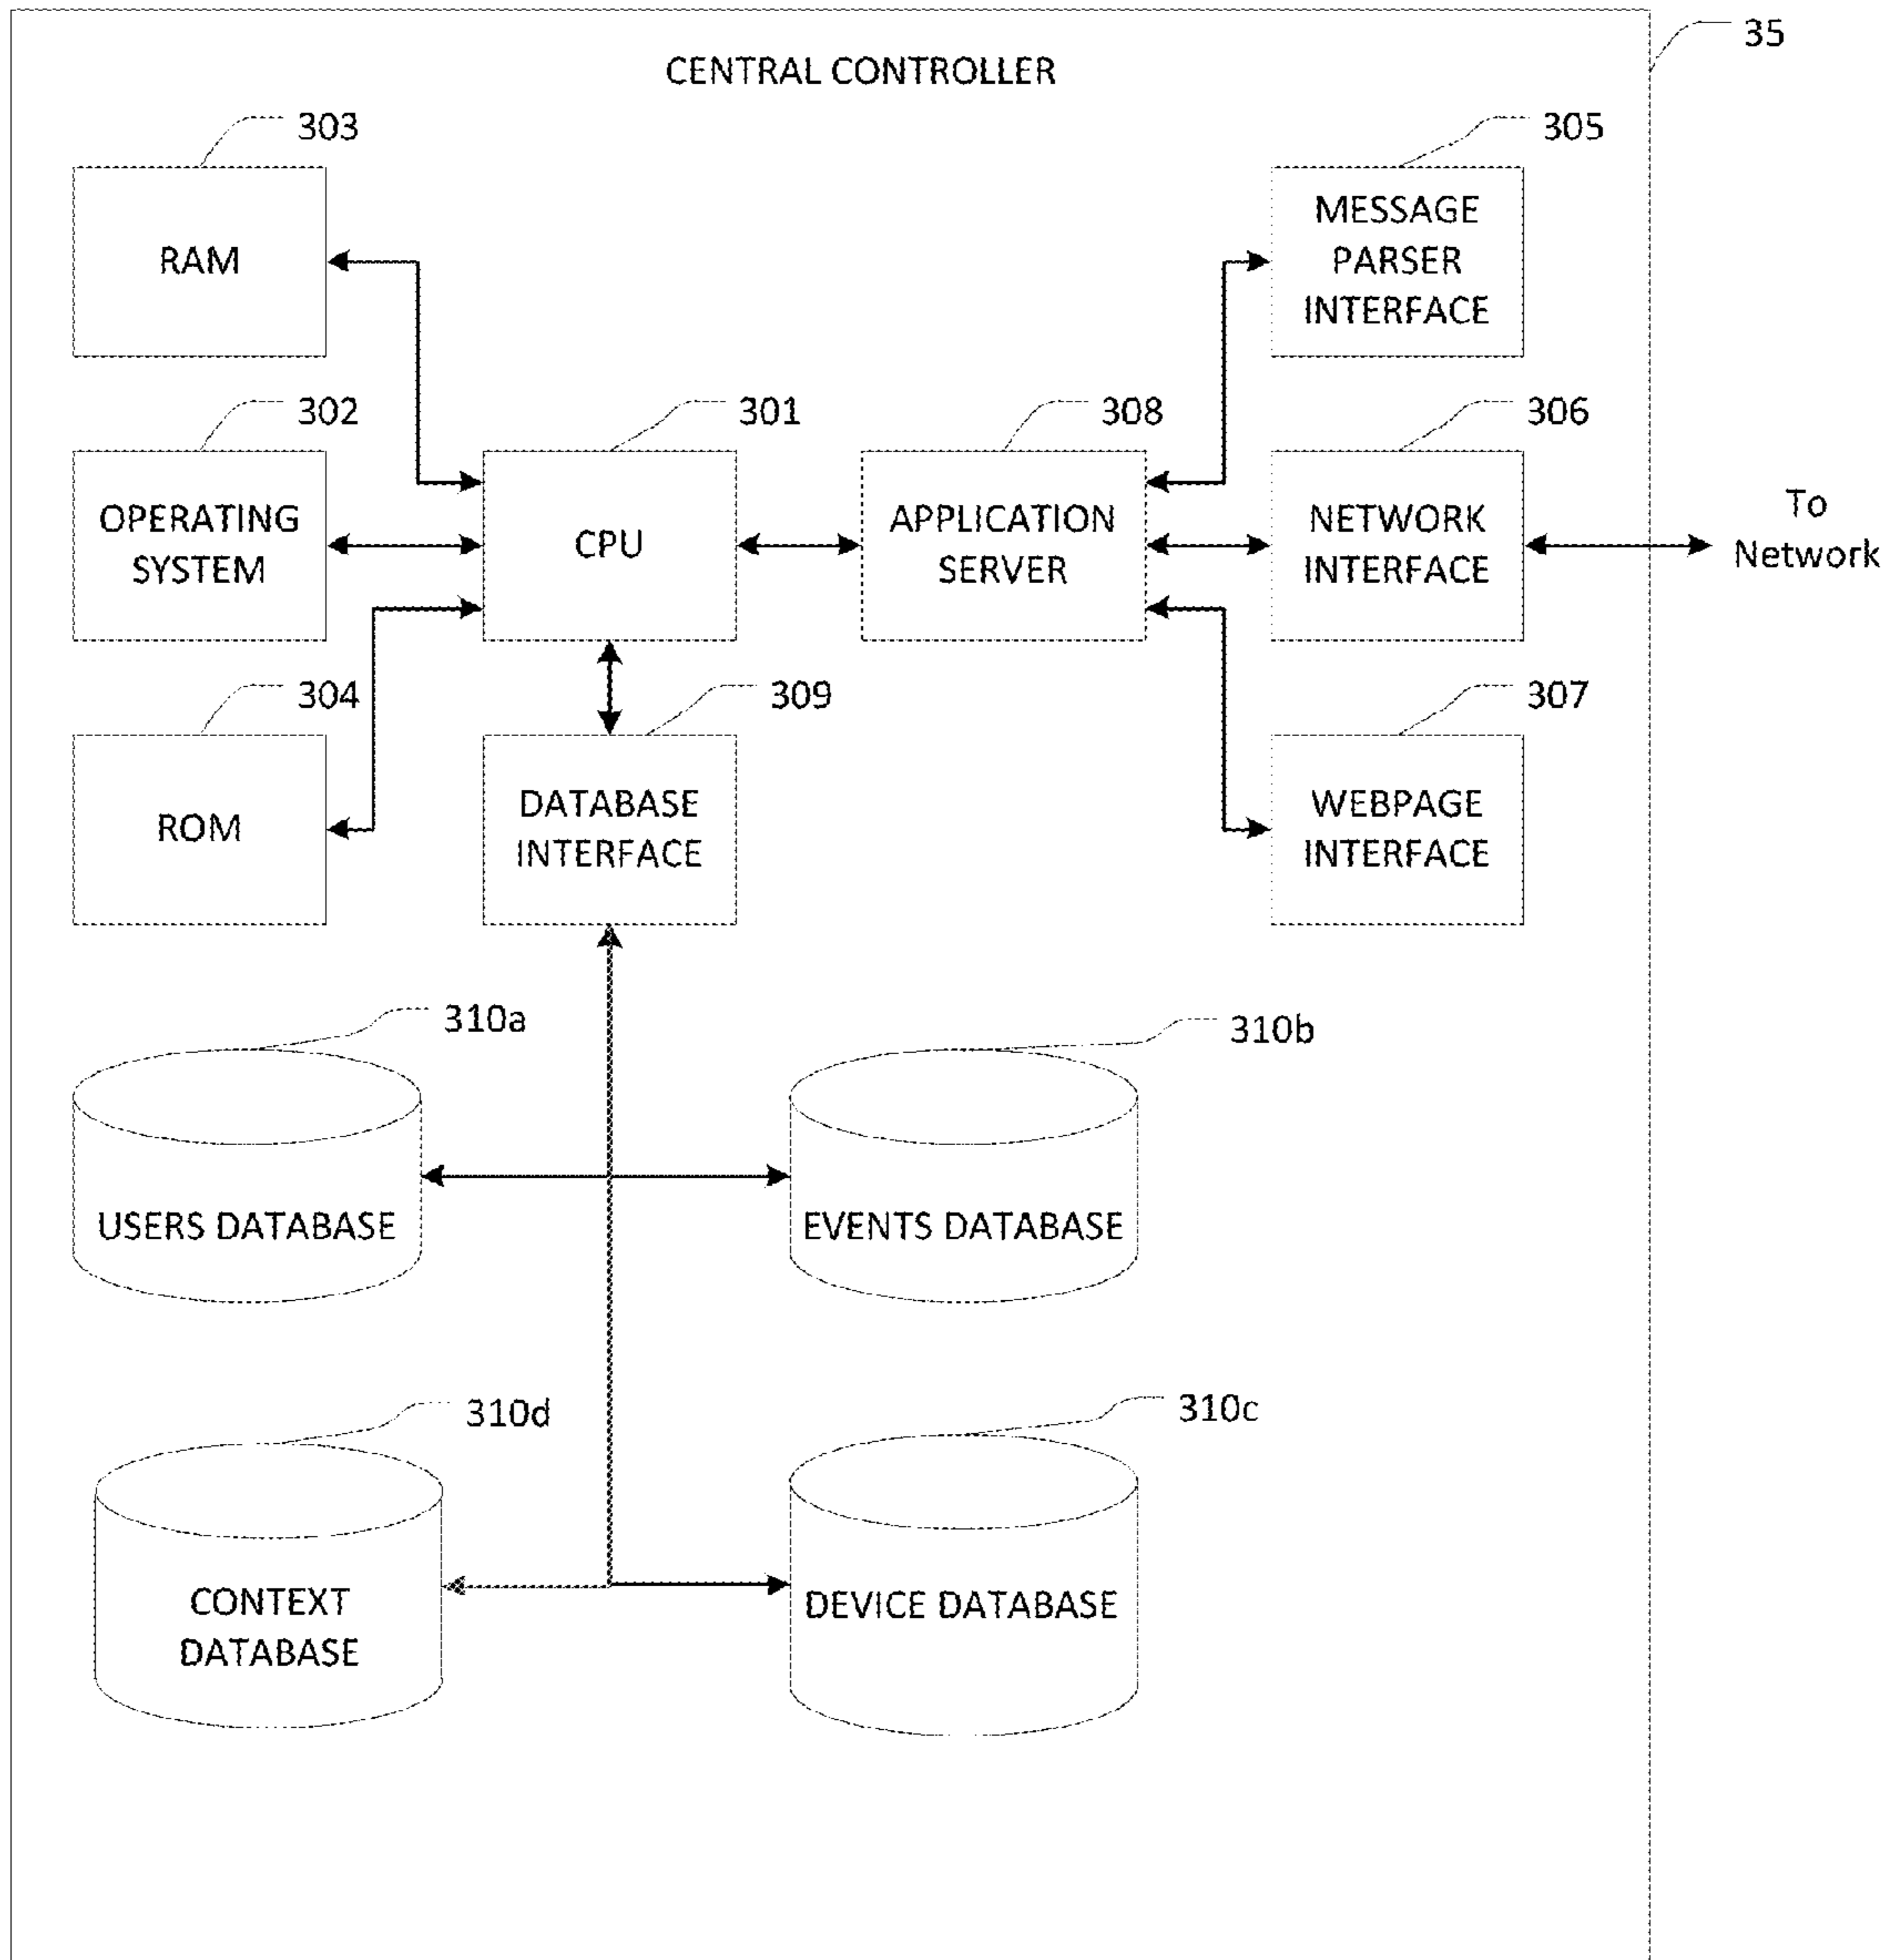 35
CENTRAL CONTROLLER
303
305
RAM
MESSAGE
PARSER
INTERFACE
302
301
308
306
OPERATING
SYSTEM
CPU
APPLICATION
SERVER
NETWORK
INTERFACE
To
Network
304
309
307
ROM
DATABASE
INTERFACE
WEBPAGE
INTERFACE
310a
310b
USERS DATABASE
EVENTS DATABASE
310d
310c
CONTEXT
DATABASE
DEVICE DATABASE